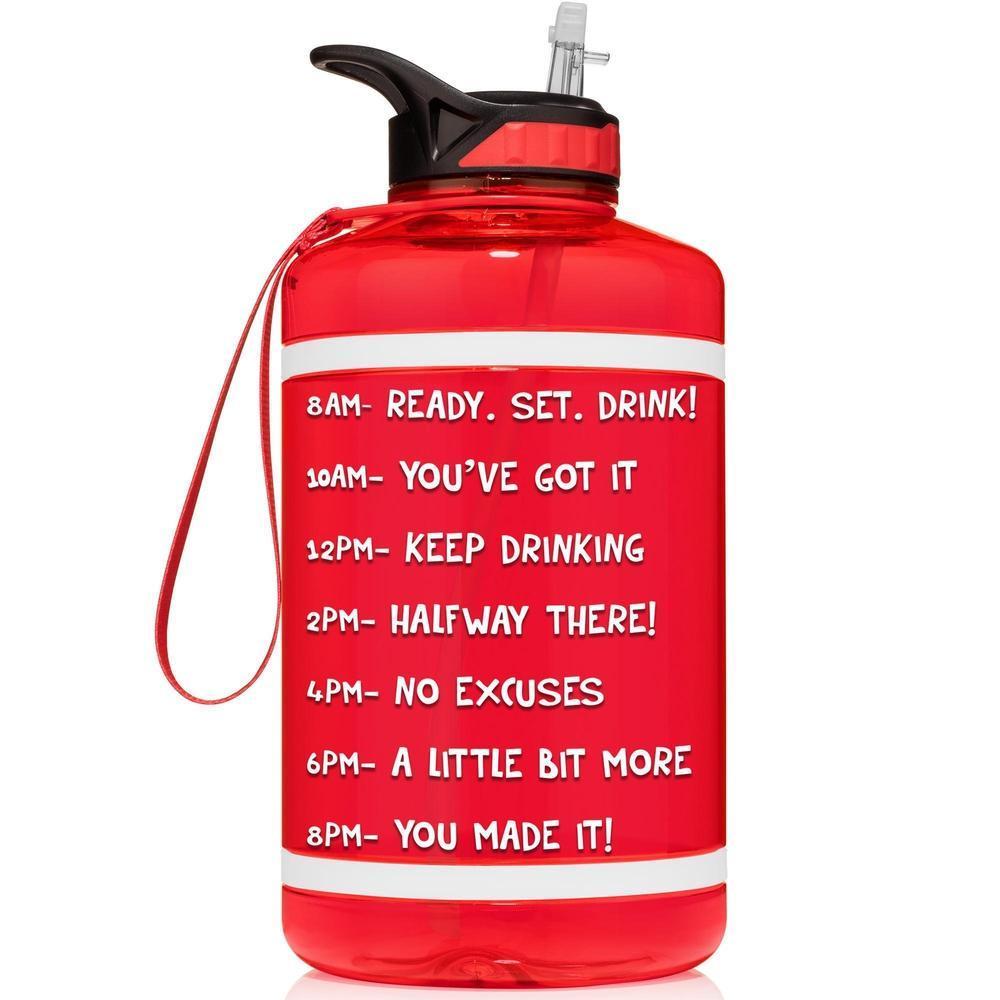 8AM- READY. SET. DRINK!
10AM- YOU'VE GOT IT
12PM- KEEP DRINKING
2PM- HALFWAY THERE!
4PM- NO EXCUSES
6PM- A LITTLE BIT MORE
8PM- YOU MADE IT!